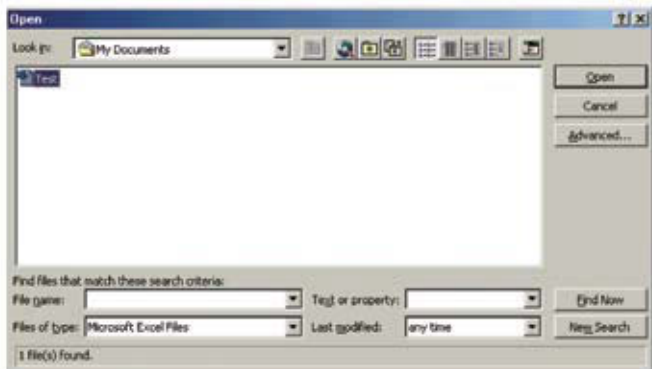 Open
Look in: My Documents
Test
Open
Cancel
Advanced...
Find files that match these search criteria:
File name: Text or property: Find Now
Files of type: Microsoft Excel Files Last modified: any time New Search
1 file(s) found.